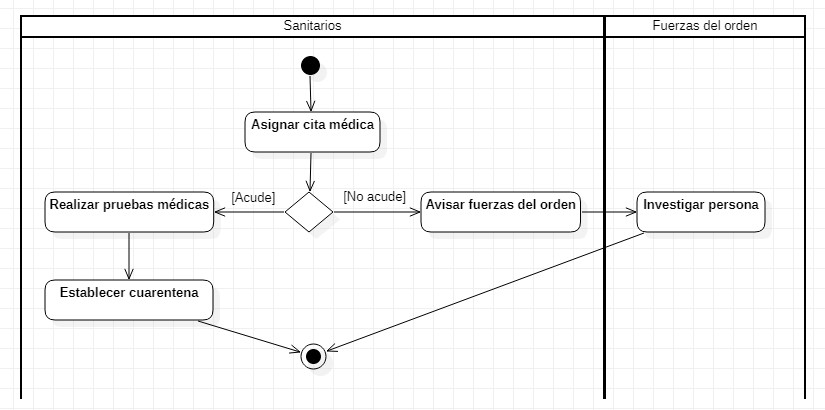 Sanitarios
Fuerzas del orden
Asignar cita médica
[Acude]
[No acude]
Realizar pruebas médicas
Avisar fuerzas del orden
Investigar persona
Establecer cuarentena